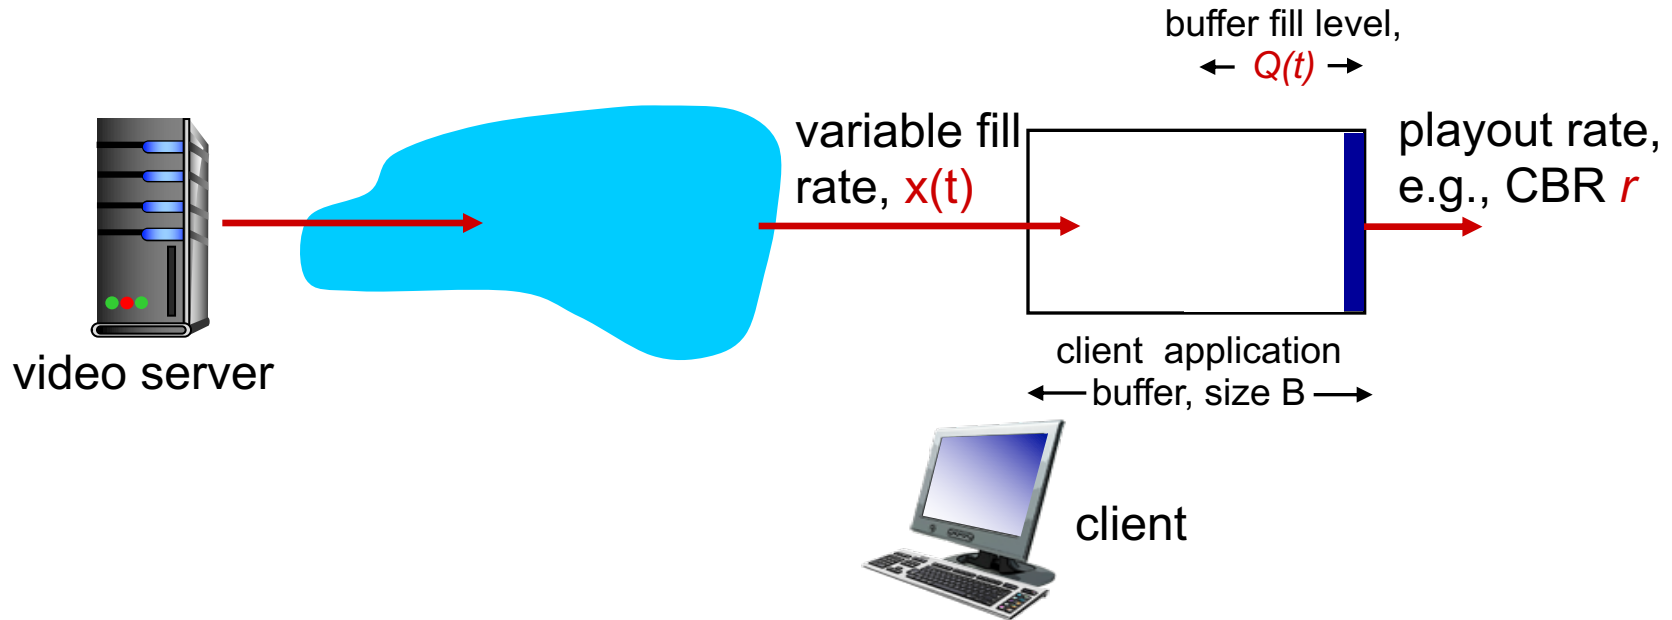 buffer fill level,
Q(t)
variable fill
rate, x(t)
playout rate,
e.g., CBR r
video server
client application
buffer, size B
client